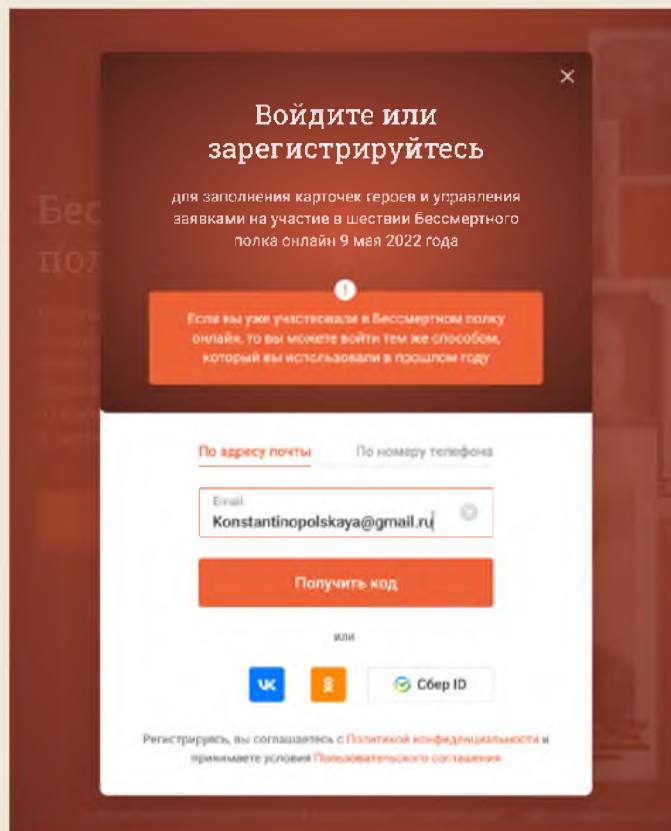 Войдите или
зарегистрируйтесь
для заполнения карточек героев и управления
заявками на участие в шествии Бессмертного
полка онлайн 9 мая 2022 года
!
Если вы уже участвовали в Бессмертном полку
онлайн, то вы можете войти тем же способом,
который вы использовали в прошлом году
По адресу почты По номеру телефона
Email
Konstantinopolskaya@gmail.ru
Получить код
или
Сбер ID
Регистрируясь, вы соглашаетесь с Политикой конфиденциальности и
принимаете условия Пользовательского соглашения
Бес
пол